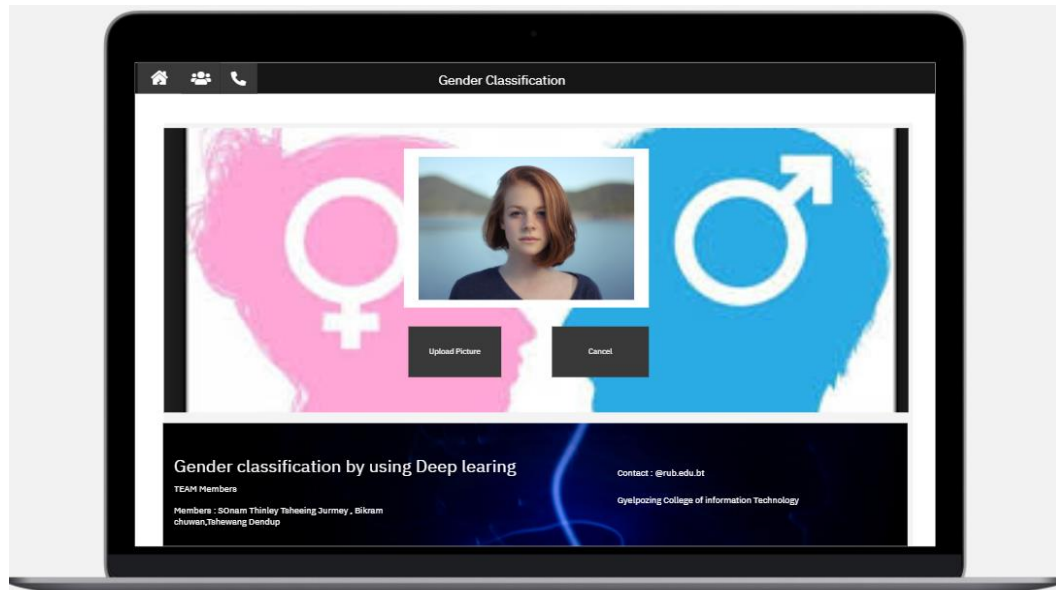 Gender Classification
Upload Picture
Cancel
Gender classification by using Deep learing
TEAM Members
Members : SOnam Thinley Tsheeing Jurmey , Bikram
chuwan,Tshewang Dendup
Contact : @rub.edu.bt
Gyelpozing College of information Technology